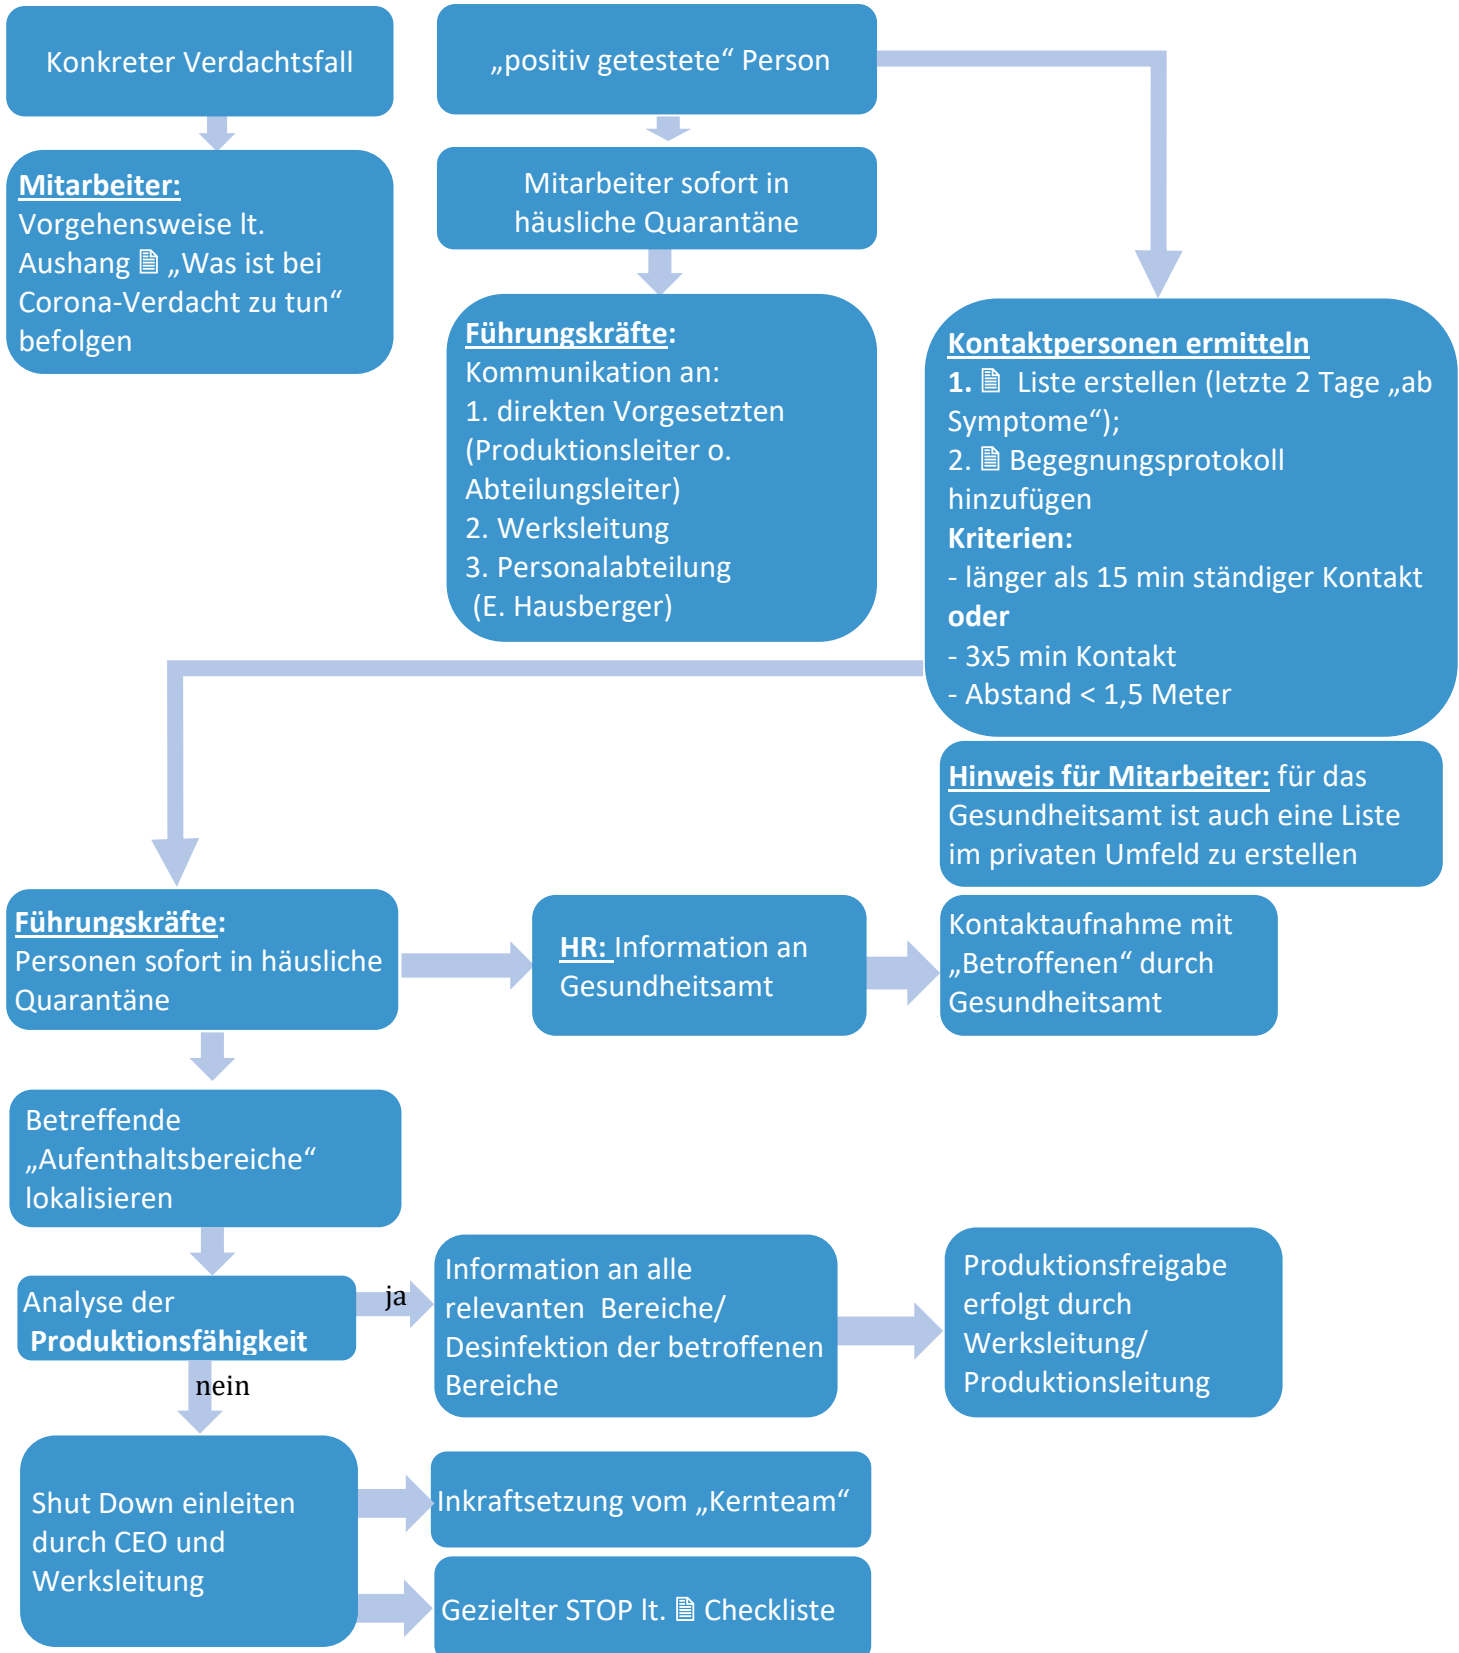 Konkreter Verdachtsfall
„positiv getestete“ Person
Mitarbeiter:
Vorgehensweise lt.
Aushang 🗎 „Was ist bei
Corona-Verdacht zu tun“
befolgen
Mitarbeiter sofort in
häusliche Quarantäne
Führungskräfte:
Kommunikation an:
1. direkten Vorgesetzten
(Produktionsleiter o.
Abteilungsleiter)
2. Werksleitung
3. Personalabteilung
(E. Hausberger)
Kontaktpersonen ermitteln
1. 🗎 Liste erstellen (letzte 2 Tage „ab
Symptome“);
2. 🗎 Begegnungsprotokoll
hinzufügen
Kriterien:
- länger als 15 min ständiger Kontakt
oder
- 3x5 min Kontakt
- Abstand < 1,5 Meter
Hinweis für Mitarbeiter: für das
Gesundheitsamt ist auch eine Liste
im privaten Umfeld zu erstellen
Führungskräfte:
Personen sofort in häusliche
Quarantäne
HR: Information an
Gesundheitsamt
Kontaktaufnahme mit
„Betroffenen“ durch
Gesundheitsamt
Betreffende
„Aufenthaltsbereiche“
lokalisieren
Analyse der
Produktionsfähigkeit
ja
Information an alle
relevanten Bereiche/
Desinfektion der betroffenen
Bereiche
Produktionsfreigabe
erfolgt durch
Werksleitung/
Produktionsleitung
nein
Shut Down einleiten
durch CEO und
Werksleitung
Inkraftsetzung vom „Kernteam“
Gezielter STOP lt. 🗎 Checkliste